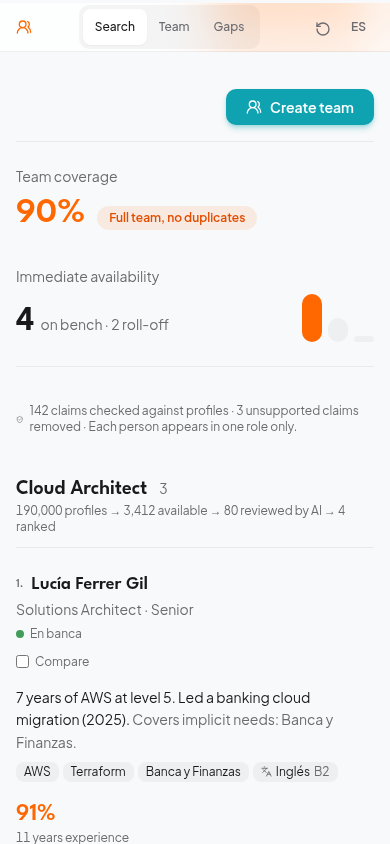 Search Team Gaps ES
Create team
Team coverage
90% Full team, no duplicates
Immediate availability
4 on bench · 2 roll-off
142 claims checked against profiles · 3 unsupported claims
removed · Each person appears in one role only.
Cloud Architect 3
190,000 profiles → 3,412 available → 80 reviewed by AI → 4
ranked
1. Lucía Ferrer Gil
Solutions Architect · Senior
En banca
Compare
7 years of AWS at level 5. Led a banking cloud
migration (2025). Covers implicit needs: Banca y
Finanzas.
AWS Terraform Banca y Finanzas Inglés B2
91%
11 years experience